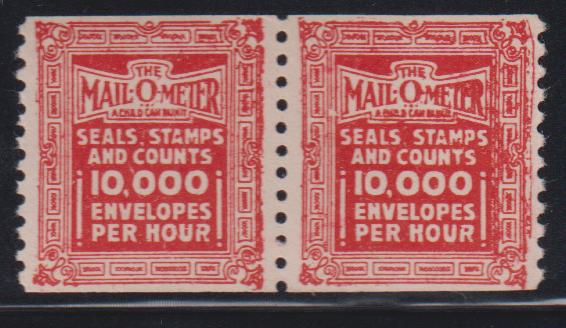 THE
MAIL-O-METER
A CHILD CAN RUN IT
SEALS, STAMPS
AND COUNTS
10,000
ENVELOPES
PER HOUR
THE
MAIL-O-METER
A CHILD CAN RUN IT
SEALS, STAMPS
AND COUNTS
10,000
ENVELOPES
PER HOUR